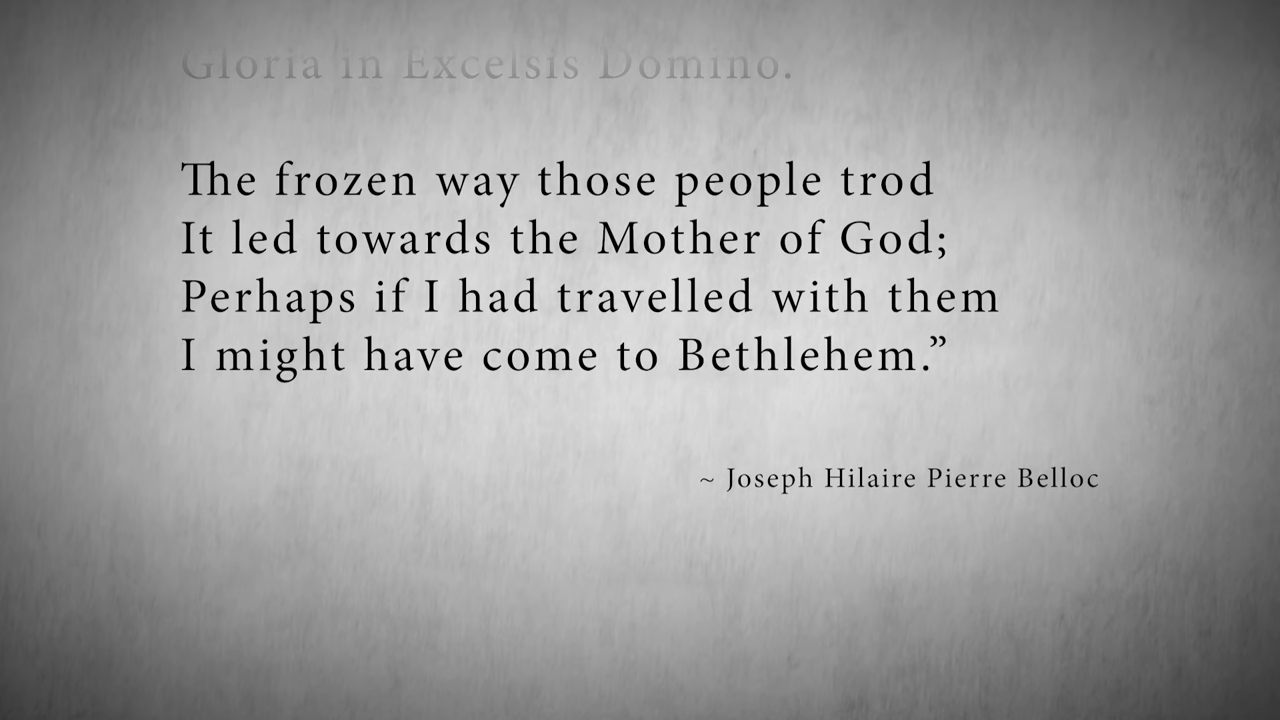 Gloria in Excelsis Domino.
The frozen way those people trod
It led towards the Mother of God;
Perhaps if I had travelled with them
I might have come to Bethlehem.”
~ Joseph Hilaire Pierre Belloc